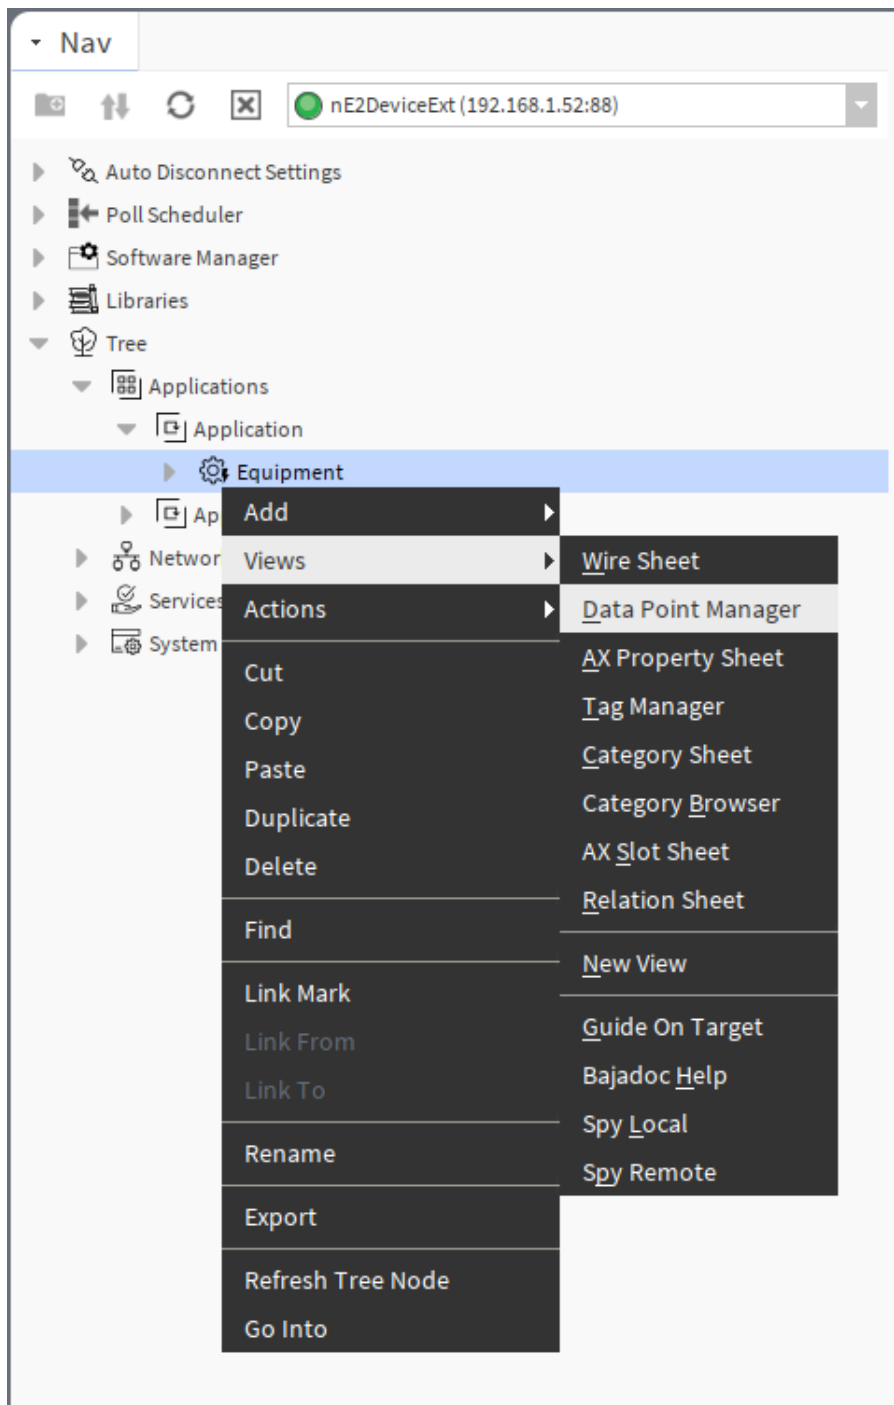 Nav
nE2DeviceExt (192.168.1.52:88)
Auto Disconnect Settings
Poll Scheduler
Software Manager
Libraries
Tree
Applications
Application
Equipment
Ap
Networ
Services
System
Add
Views
Actions
Cut
Copy
Paste
Duplicate
Delete
Find
Link Mark
Link From
Link To
Rename
Export
Refresh Tree Node
Go Into
Wire Sheet
Data Point Manager
AX Property Sheet
Tag Manager
Category Sheet
Category Browser
AX Slot Sheet
Relation Sheet
New View
Guide On Target
Bajadoc Help
Spy Local
Spy Remote